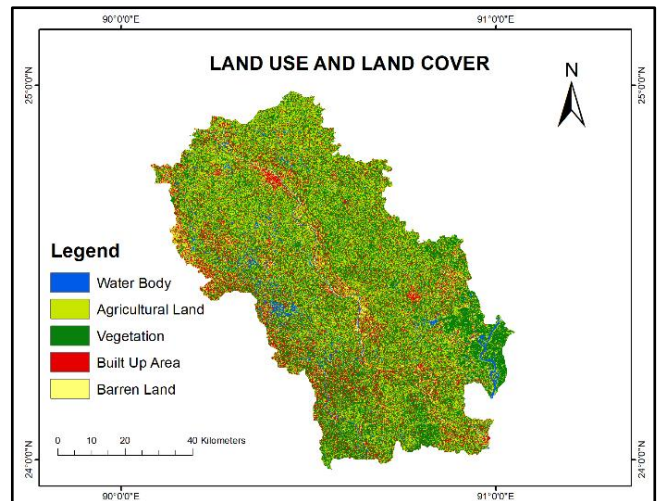 90°0'0"E 91°0'0"E
LAND USE AND LAND COVER
N
25°0'0"N 25°0'0"N
Legend
Water Body
Agricultural Land
Vegetation
Built Up Area
Barren Land
0 10 20 40 Kilometers
24°0'0"N 24°0'0"N
90°0'0"E 91°0'0"E